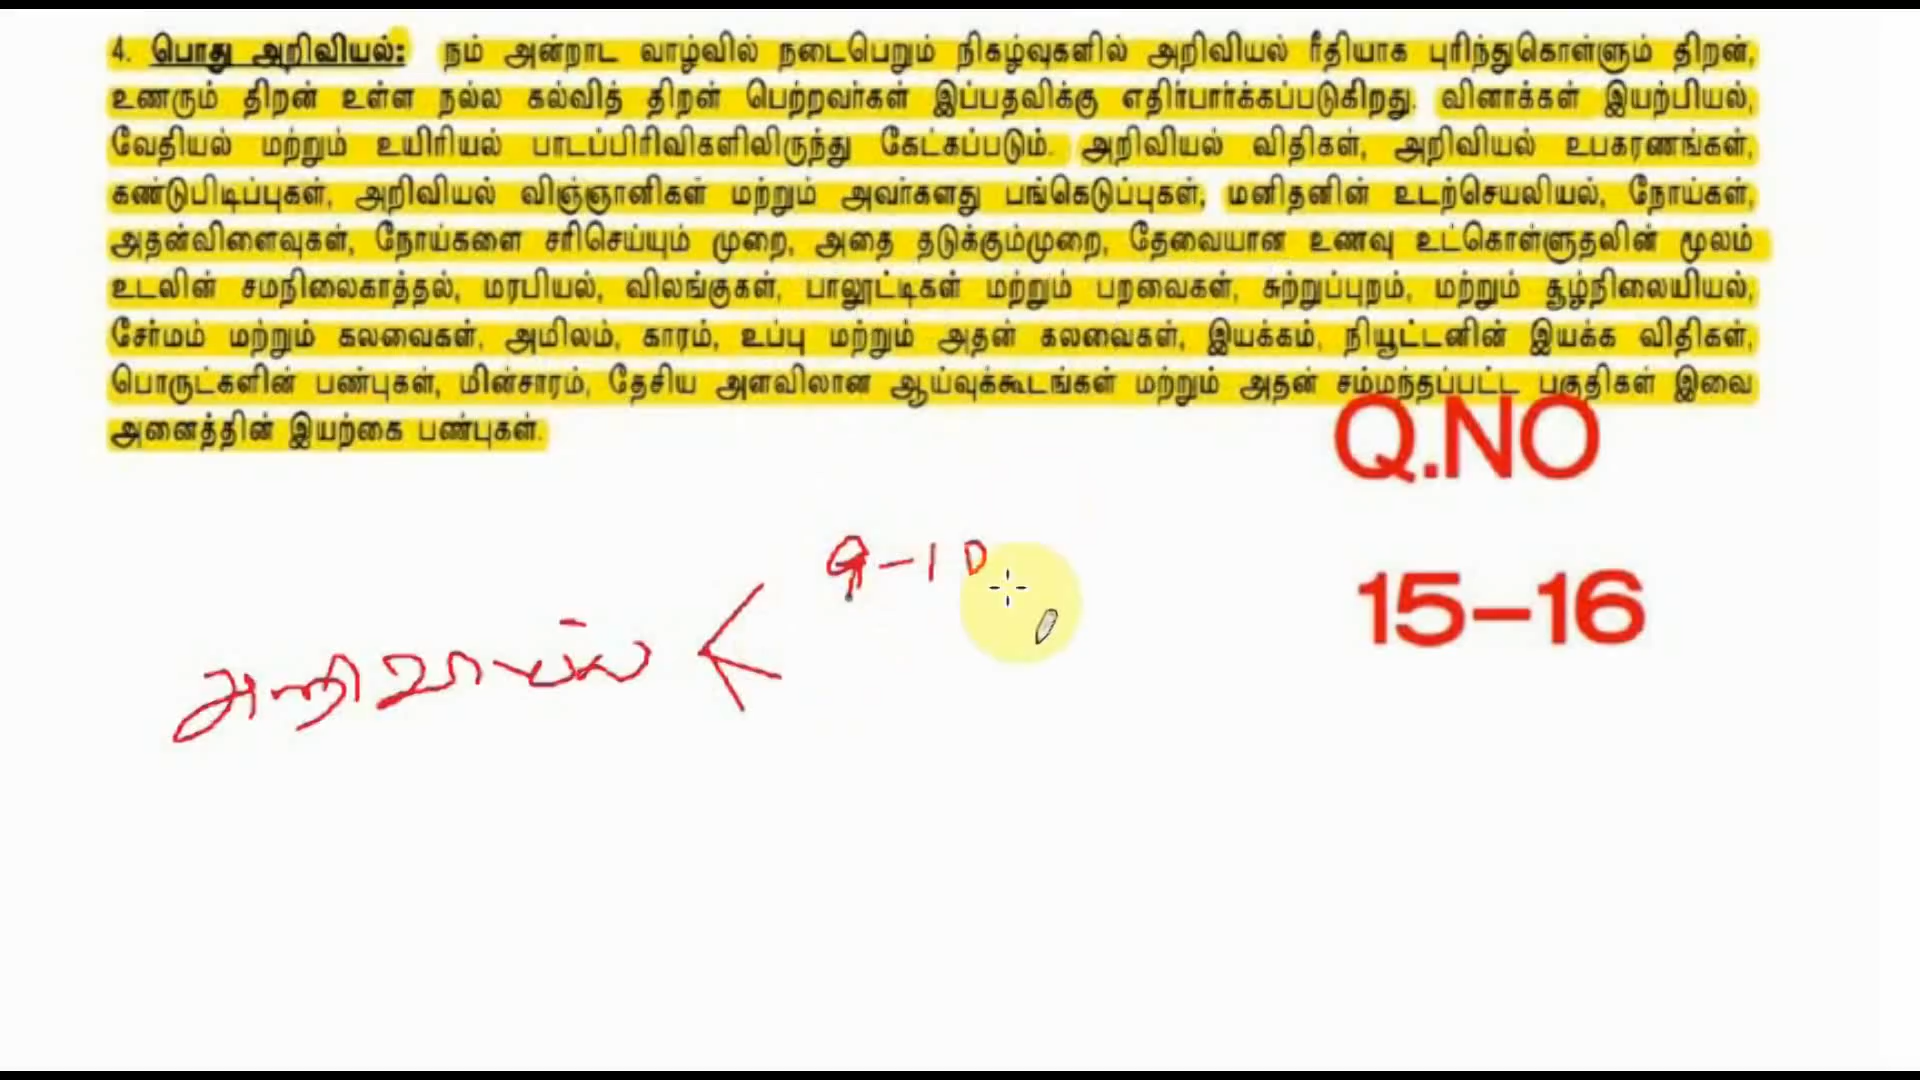 4. பொது அறிவியல்: நம் அன்றாட வாழ்வில் நடைபெறும் நிகழ்வுகளில் அறிவியல் ரீதியாக புரிந்துகொள்ளும் திறன்,
உணரும் திறன் உள்ள நல்ல கல்வித் திறன் பெற்றவர்கள் இப்பதவிக்கு எதிர்பார்க்கப்படுகிறது. வினாக்கள் இயற்பியல்,
வேதியல் மற்றும் உயிரியல் பாடப்பிரிவிகளிலிருந்து கேட்கப்படும். அறிவியல் விதிகள், அறிவியல் உபகரணங்கள்,
கண்டுபிடிப்புகள், அறிவியல் விஞ்ஞானிகள் மற்றும் அவர்களது பங்கெடுப்புகள், மனிதனின் உடற்செயலியல், நோய்கள்,
அதன்விளைவுகள், நோய்களை சரிசெய்யும் முறை, அதை தடுக்கும்முறை, தேவையான உணவு உட்கொள்ளுதலின் மூலம்
உடலின் சமநிலைகாத்தல், மரபியல், விலங்குகள், பாலூட்டிகள் மற்றும் பறவைகள், சுற்றுப்புறம், மற்றும் சூழ்நிலையியல்,
சேர்மம் மற்றும் கலவைகள், அமிலம், காரம், உப்பு மற்றும் அதன் கலவைகள், இயக்கம், நியூட்டனின் இயக்க விதிகள்,
பொருட்களின் பண்புகள், மின்சாரம், தேசிய அளவிலான ஆய்வுக்கூடங்கள் மற்றும் அதன் சம்மந்தப்பட்ட பகுதிகள் இவை
அனைத்தின் இயற்கை பண்புகள்.
Q.NO
15-16
9-10
அறிவியல்